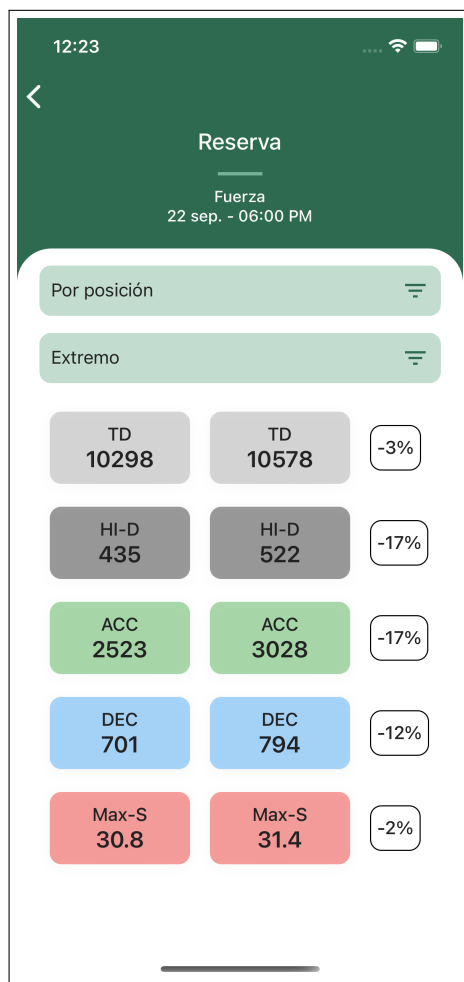 12:23
Reserva
Fuerza
22 sep. - 06:00 PM
Por posición
Extremo
TD TD
10298 10578 -3%
HI-D HI-D
435 522 -17%
ACC ACC
2523 3028 -17%
DEC DEC
701 794 -12%
Max-S Max-S
30.8 31.4 -2%